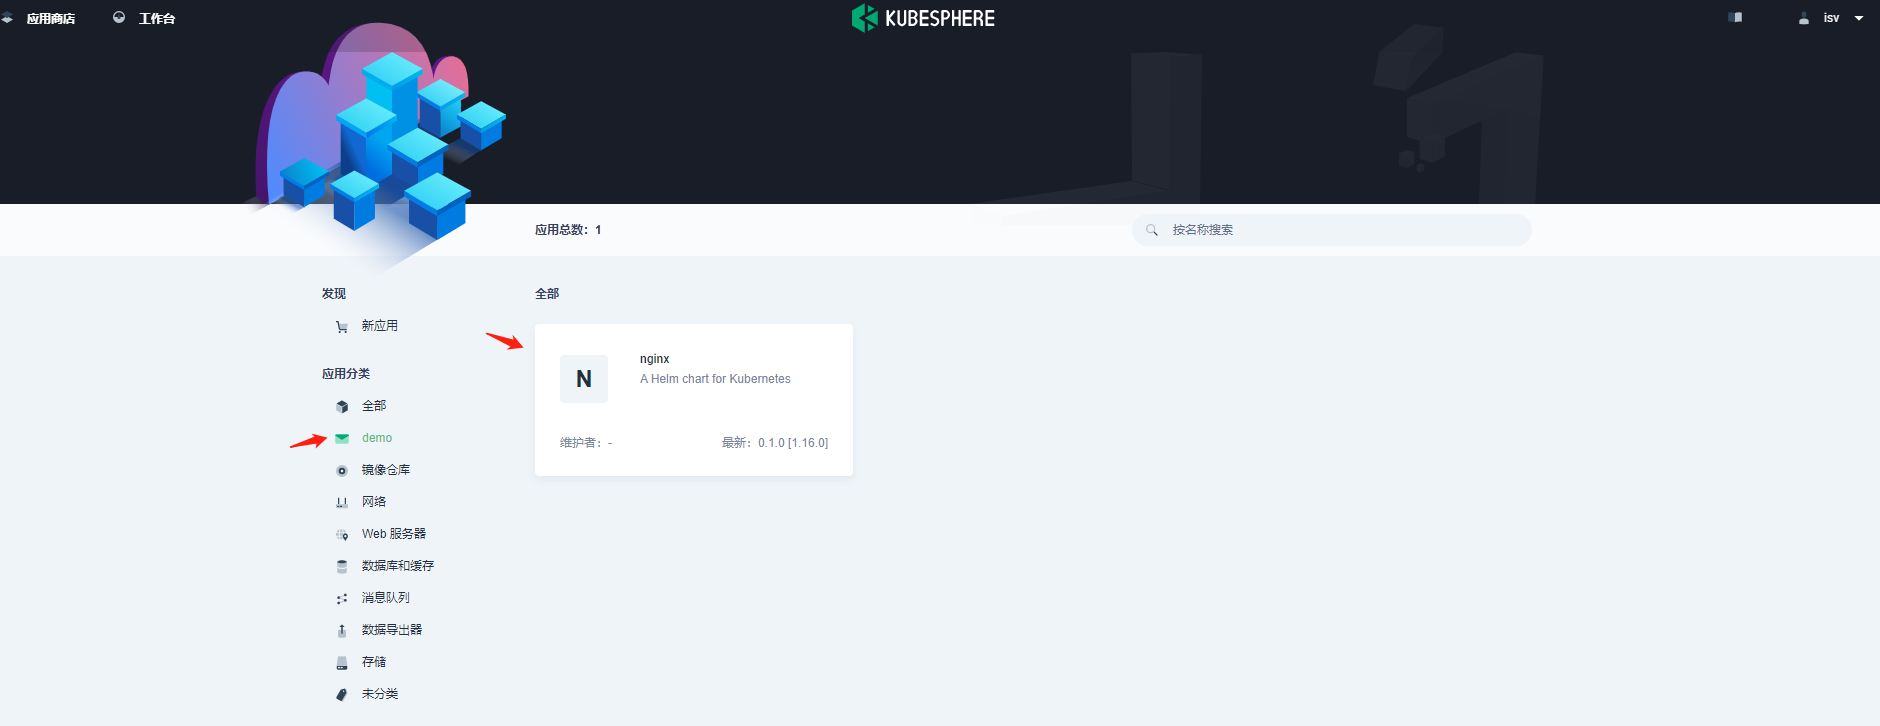 应用商店
工作台
KUBESPHERE
isv
应用总数：1
按名称搜索
发现
新应用
应用分类
全部
demo
镜像仓库
网络
Web 服务器
数据库和缓存
消息队列
数据导出器
存储
未分类
全部
N
nginx
A Helm chart for Kubernetes
维护者：-
最新：0.1.0 [1.16.0]